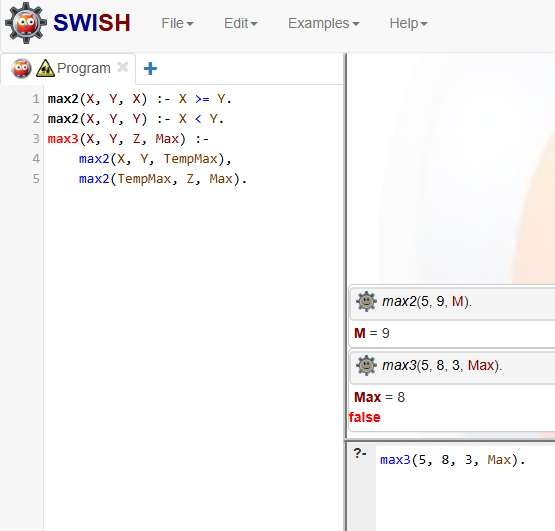 SWISH File Edit Examples Help
Program
1 max2(X, Y, X) :- X >= Y.
2 max2(X, Y, Y) :- X < Y.
3 max3(X, Y, Z, Max) :-
4     max2(X, Y, TempMax),
5     max2(TempMax, Z, Max).
max2(5, 9, M).
M = 9
max3(5, 8, 3, Max).
Max = 8
false
?- max3(5, 8, 3, Max).